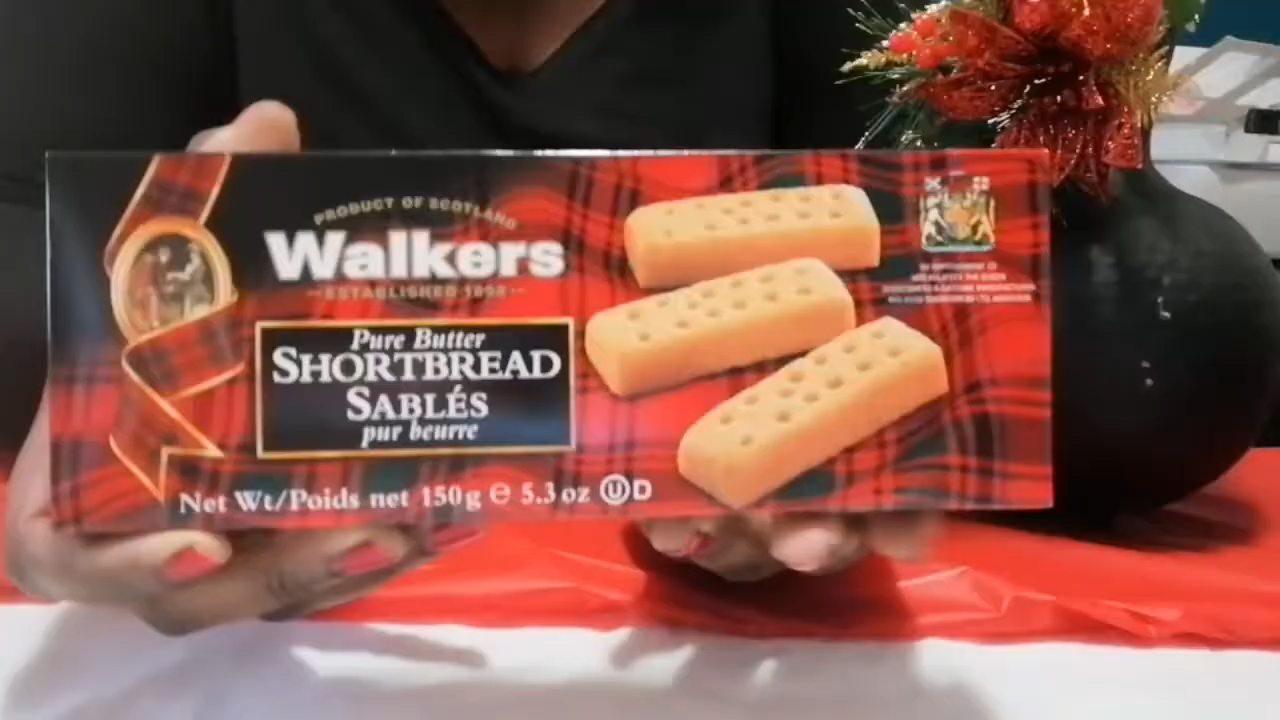 PRODUCT OF SCOTLAND
Walkers
ESTABLISHED 1898
Pure Butter
SHORTBREAD
SABLÉS
pur beurre
Net Wt/Poids net 150g ℮ 5.3 oz ⓊD